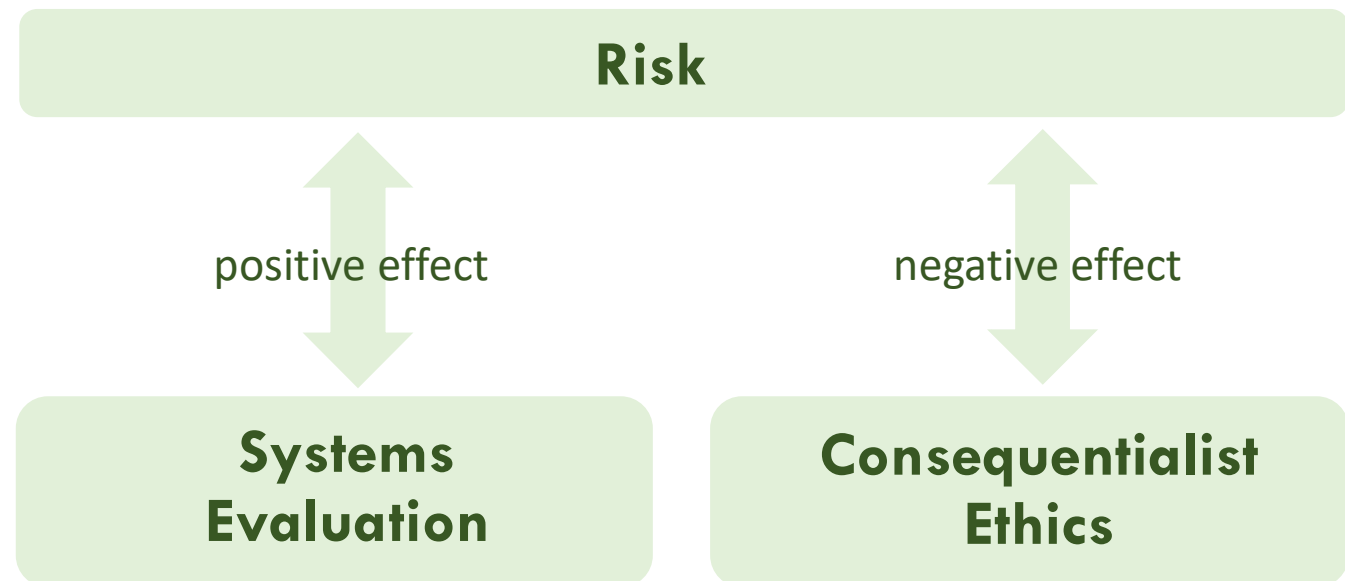 Risk
positive effect
negative effect
Systems
Evaluation
Consequentialist
Ethics